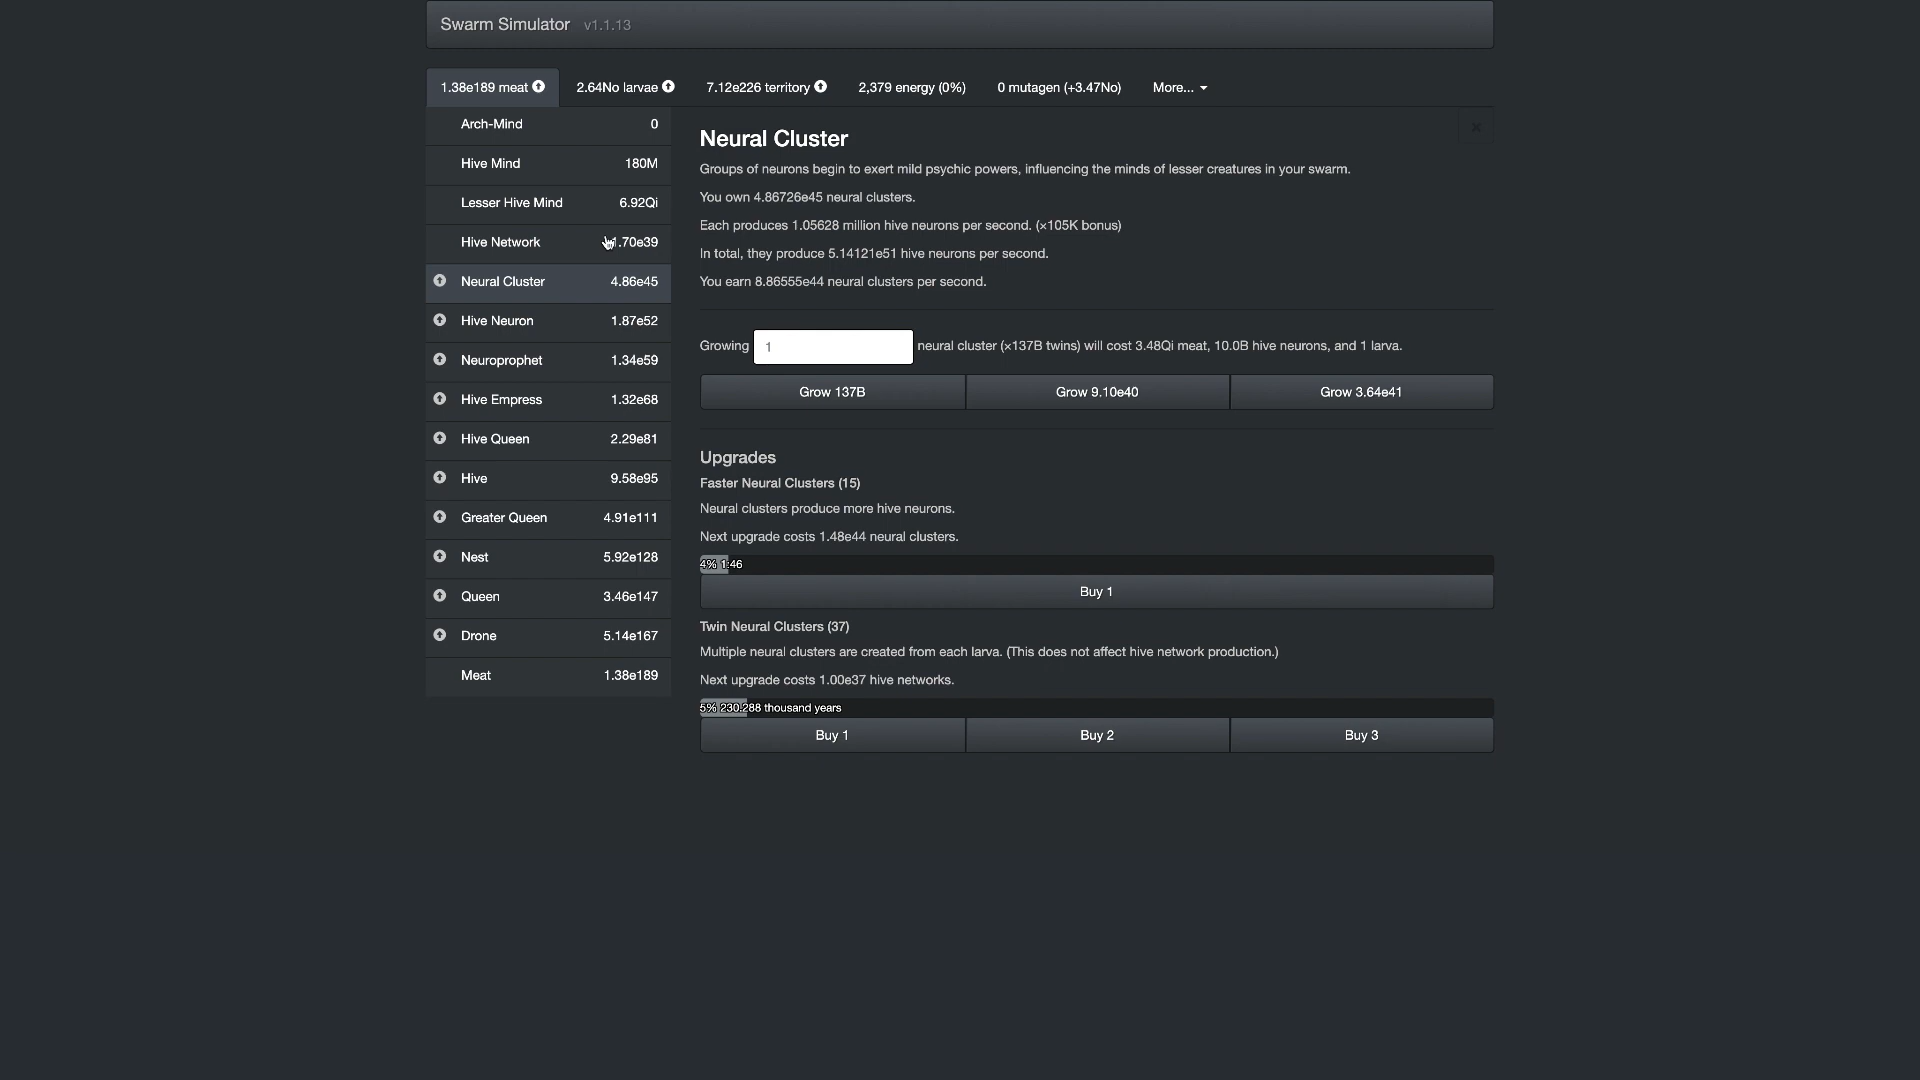 Swarm Simulator v1.1.13
1.38e189 meat 2.64No larvae 7.12e226 territory 2,379 energy (0%) 0 mutagen (+3.47No) More...
Arch-Mind 0
Hive Mind 180M
Lesser Hive Mind 6.92Qi
Hive Network 1.70e39
Neural Cluster 4.86e45
Hive Neuron 1.87e52
Neuroprophet 1.34e59
Hive Empress 1.32e68
Hive Queen 2.29e81
Hive 9.58e95
Greater Queen 4.91e111
Nest 5.92e128
Queen 3.46e147
Drone 5.14e167
Meat 1.38e189
Neural Cluster
Groups of neurons begin to exert mild psychic powers, influencing the minds of lesser creatures in your swarm.
You own 4.86726e45 neural clusters.
Each produces 1.05628 million hive neurons per second. (×105K bonus)
In total, they produce 5.14121e51 hive neurons per second.
You earn 8.86555e44 neural clusters per second.
Growing 1 neural cluster (×137B twins) will cost 3.48Qi meat, 10.0B hive neurons, and 1 larva.
Grow 137B Grow 9.10e40 Grow 3.64e41
Upgrades
Faster Neural Clusters (15)
Neural clusters produce more hive neurons.
Next upgrade costs 1.48e44 neural clusters.
4% 1:46
Buy 1
Twin Neural Clusters (37)
Multiple neural clusters are created from each larva. (This does not affect hive network production.)
Next upgrade costs 1.00e37 hive networks.
5% 230.288 thousand years
Buy 1 Buy 2 Buy 3